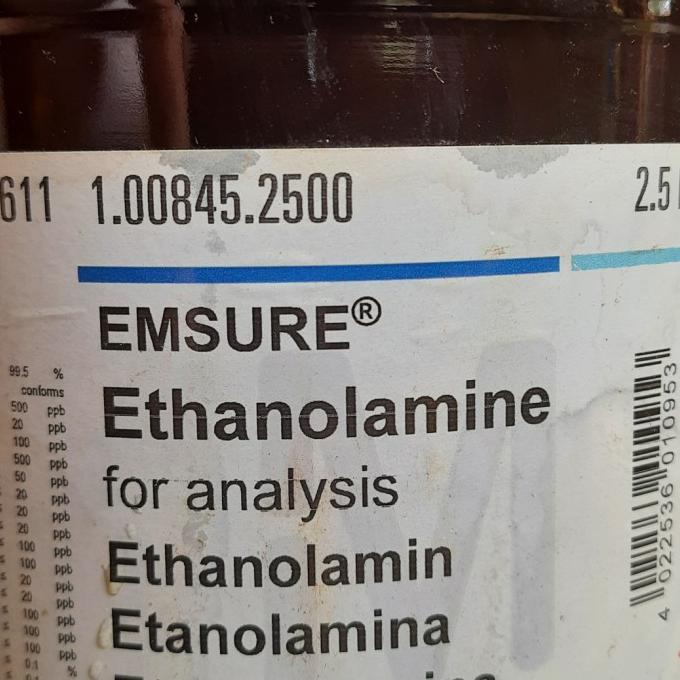 611 1.00845.2500 2.5
EMSURE®
Ethanolamine
for analysis
Ethanolamin
Etanolamina
99.5 %
conforms
500 ppb
20 ppb
100 ppb
500 ppb
50 ppb
20 ppb
20 ppb
20 ppb
100 ppb
100 ppb
20 ppb
20 ppb
100 ppb
100 ppb
100 ppb
0.1 %
4 022536 010953